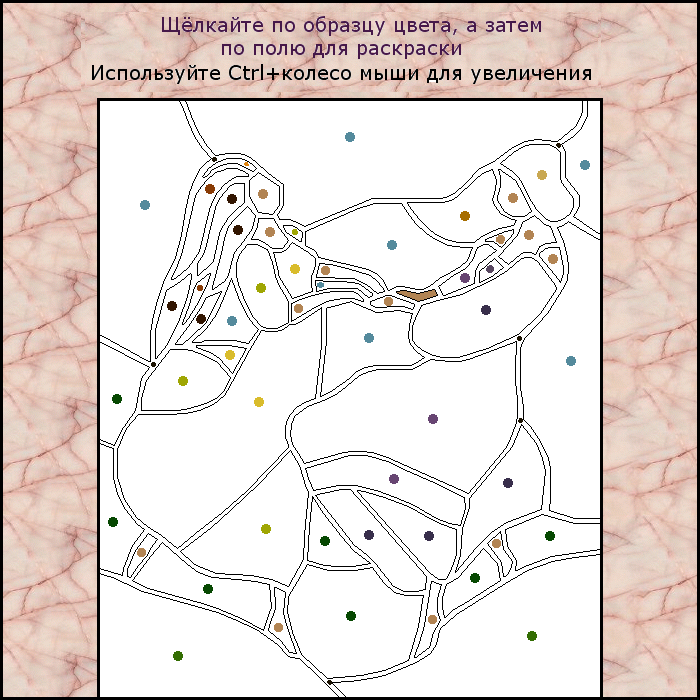 Щёлкайте по образцу цвета, а затем
по полю для раскраски
Используйте Ctrl+колесо мыши для увеличения